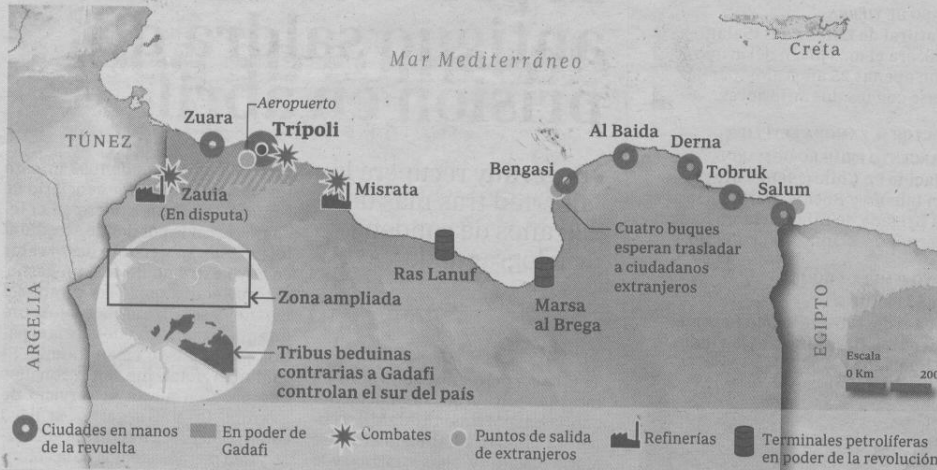 Mar Mediterráneo
Creta
Aeropuerto
Zuara
Trípoli
TÚNEZ
Zauia
(En disputa)
Misrata
Al Baida
Derna
Bengasi
Tobruk
Salum
Cuatro buques
esperan trasladar
a ciudadanos
extranjeros
Ras Lanuf
Marsa
al Brega
Zona ampliada
Tribus beduinas
contrarias a Gadafi
controlan el sur del país
ARGELIA
EGIPTO
Escala
0 Km 200
Ciudades en manos
de la revuelta
En poder de
Gadafi
Combates
Puntos de salida
de extranjeros
Refinerías
Terminales petrolíferas
en poder de la revolución